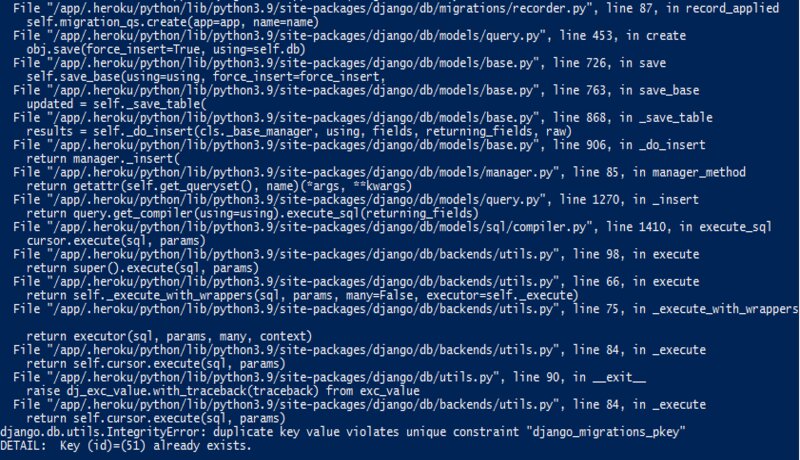 File "/app/.heroku/python/lib/python3.9/site-packages/django/db/migrations/recorder.py", line 87, in record_applied
self.migration_qs.create(app=app, name=name)
File "/app/.heroku/python/lib/python3.9/site-packages/django/db/models/query.py", line 453, in create
obj.save(force_insert=True, using=self.db)
File "/app/.heroku/python/lib/python3.9/site-packages/django/db/models/base.py", line 726, in save
self.save_base(using=using, force_insert=force_insert,
File "/app/.heroku/python/lib/python3.9/site-packages/django/db/models/base.py", line 763, in save_base
updated = self._save_table(
File "/app/.heroku/python/lib/python3.9/site-packages/django/db/models/base.py", line 868, in _save_table
results = self._do_insert(cls._base_manager, using, fields, returning_fields, raw)
File "/app/.heroku/python/lib/python3.9/site-packages/django/db/models/base.py", line 906, in _do_insert
return manager._insert(
File "/app/.heroku/python/lib/python3.9/site-packages/django/db/models/manager.py", line 85, in manager_method
return getattr(self.get_queryset(), name)(*args, **kwargs)
File "/app/.heroku/python/lib/python3.9/site-packages/django/db/models/query.py", line 1270, in _insert
return query.get_compiler(using=using).execute_sql(returning_fields)
File "/app/.heroku/python/lib/python3.9/site-packages/django/db/models/sql/compiler.py", line 1410, in execute_sql
cursor.execute(sql, params)
File "/app/.heroku/python/lib/python3.9/site-packages/django/db/backends/utils.py", line 98, in execute
return super().execute(sql, params)
File "/app/.heroku/python/lib/python3.9/site-packages/django/db/backends/utils.py", line 66, in execute
return self._execute_with_wrappers(sql, params, many=False, executor=self._execute)
File "/app/.heroku/python/lib/python3.9/site-packages/django/db/backends/utils.py", line 75, in _execute_with_wrappers
return executor(sql, params, many, context)
File "/app/.heroku/python/lib/python3.9/site-packages/django/db/backends/utils.py", line 84, in _execute
return self.cursor.execute(sql, params)
File "/app/.heroku/python/lib/python3.9/site-packages/django/db/utils.py", line 90, in __exit__
raise dj_exc_value.with_traceback(traceback) from exc_value
File "/app/.heroku/python/lib/python3.9/site-packages/django/db/backends/utils.py", line 84, in _execute
return self.cursor.execute(sql, params)
django.db.utils.IntegrityError: duplicate key value violates unique constraint "django_migrations_pkey"
DETAIL:  Key (id)=(51) already exists.